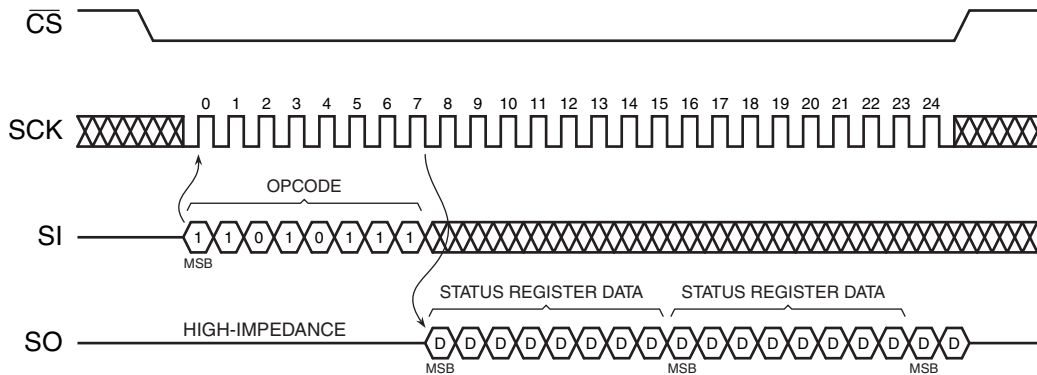 CS
0 1 2 3 4 5 6 7 8 9 10 11 12 13 14 15 16 17 18 19 20 21 22 23 24
SCK
OPCODE
SI 1 1 0 1 0 1 1 1
MSB
STATUS REGISTER DATA STATUS REGISTER DATA
HIGH-IMPEDANCE
SO D D D D D D D D D D D D D D D D D D
MSB MSB MSB